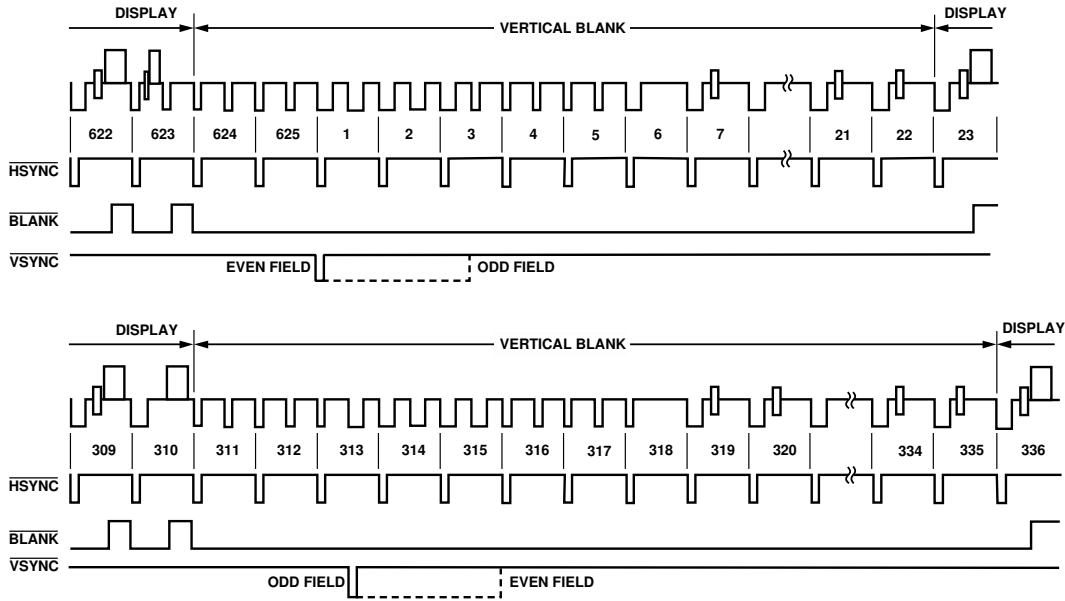 DISPLAY VERTICAL BLANK DISPLAY
622 623 624 625 1 2 3 4 5 6 7 21 22 23
HSYNC
BLANK
VSYNC
EVEN FIELD ODD FIELD
DISPLAY VERTICAL BLANK DISPLAY
309 310 311 312 313 314 315 316 317 318 319 320 334 335 336
HSYNC
BLANK
VSYNC
ODD FIELD EVEN FIELD